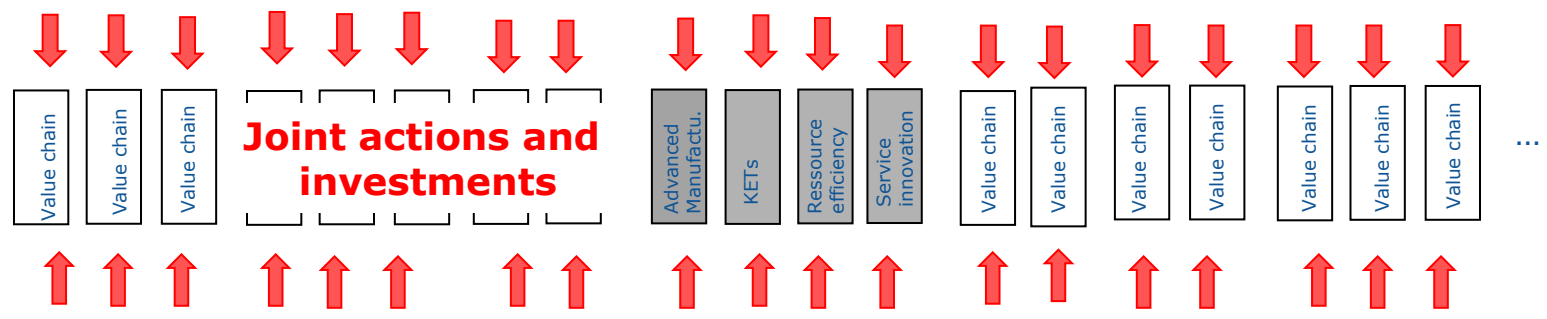 Value chain
Value chain
Value chain
Joint actions and
investments
Advanced
Manufactu.
KETs
Ressource
efficiency
Service
innovation
Value chain
Value chain
Value chain
Value chain
Value chain
Value chain
Value chain
...